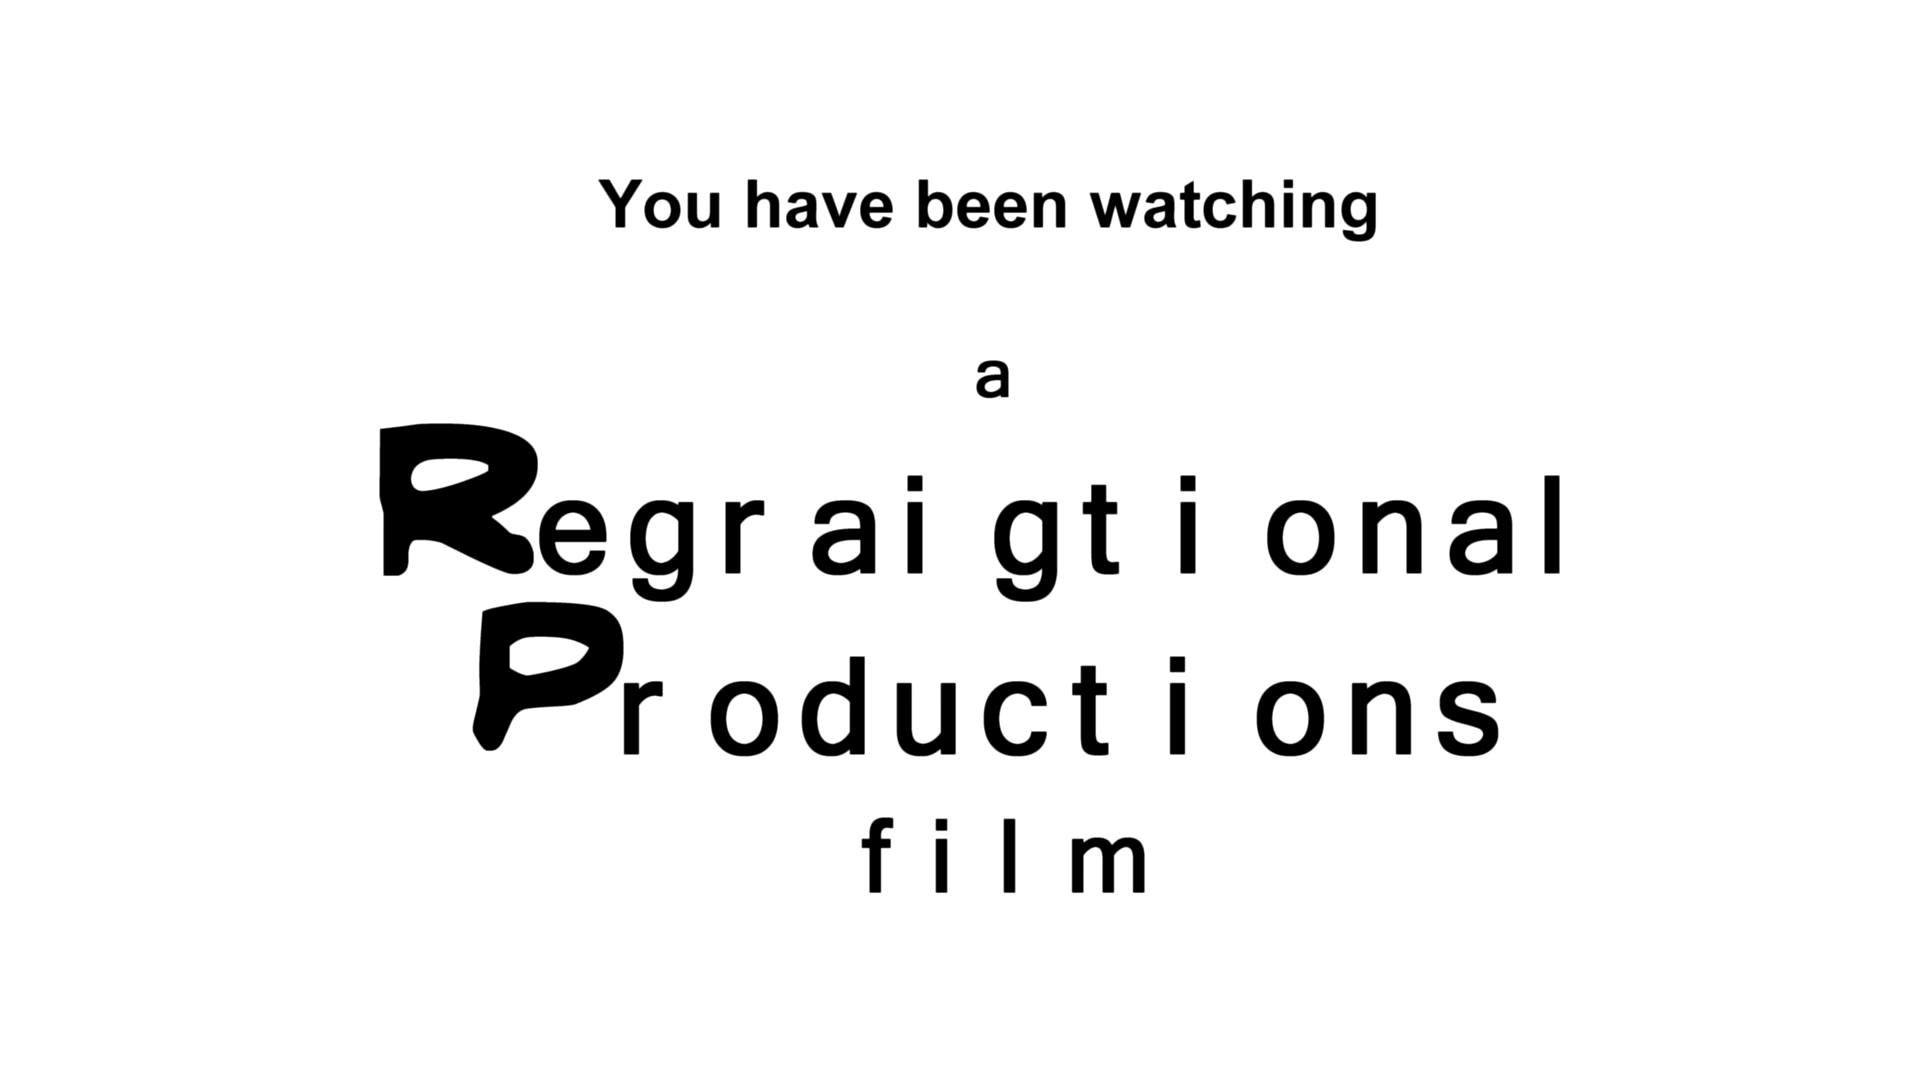 You have been watching
a
Regraigtional
Productions
film